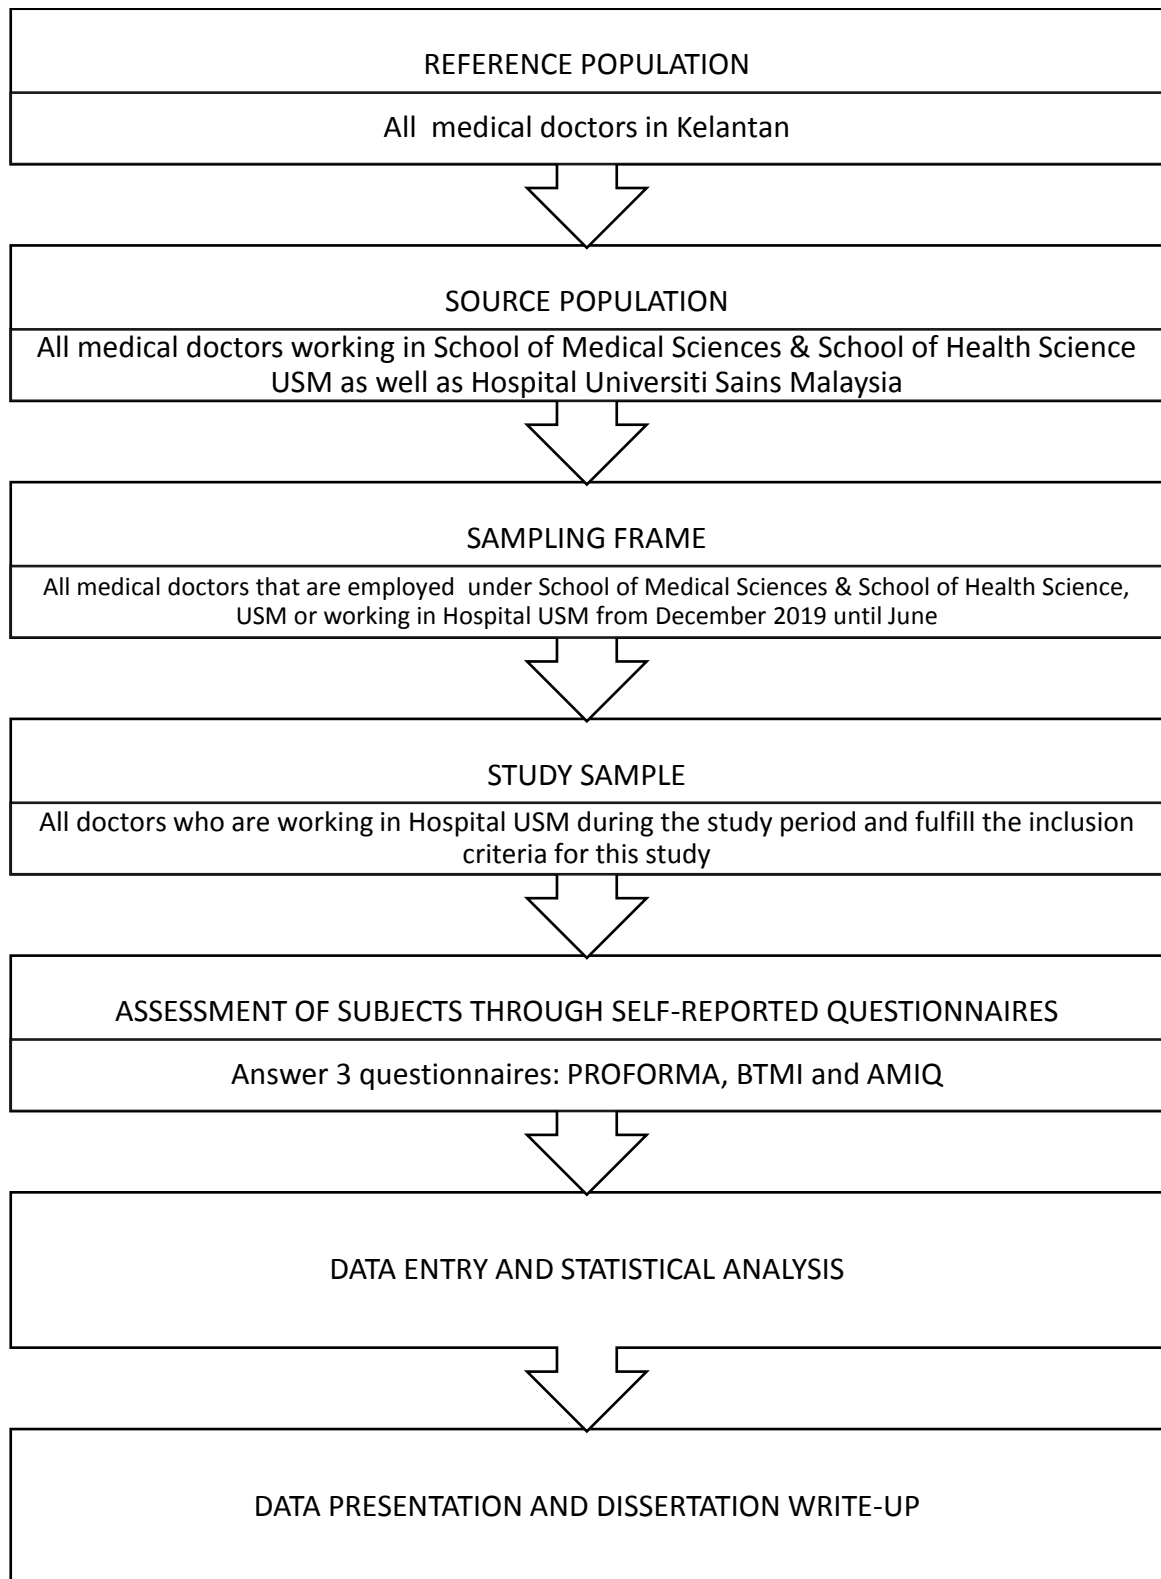 REFERENCE POPULATION
All medical doctors in Kelantan
SOURCE POPULATION
All medical doctors working in School of Medical Sciences & School of Health Science
USM as well as Hospital Universiti Sains Malaysia
SAMPLING FRAME
All medical doctors that are employed under School of Medical Sciences & School of Health Science,
USM or working in Hospital USM from December 2019 until June
STUDY SAMPLE
All doctors who are working in Hospital USM during the study period and fulfill the inclusion
criteria for this study
ASSESSMENT OF SUBJECTS THROUGH SELF-REPORTED QUESTIONNAIRES
Answer 3 questionnaires: PROFORMA, BTMI and AMIQ
DATA ENTRY AND STATISTICAL ANALYSIS
DATA PRESENTATION AND DISSERTATION WRITE-UP